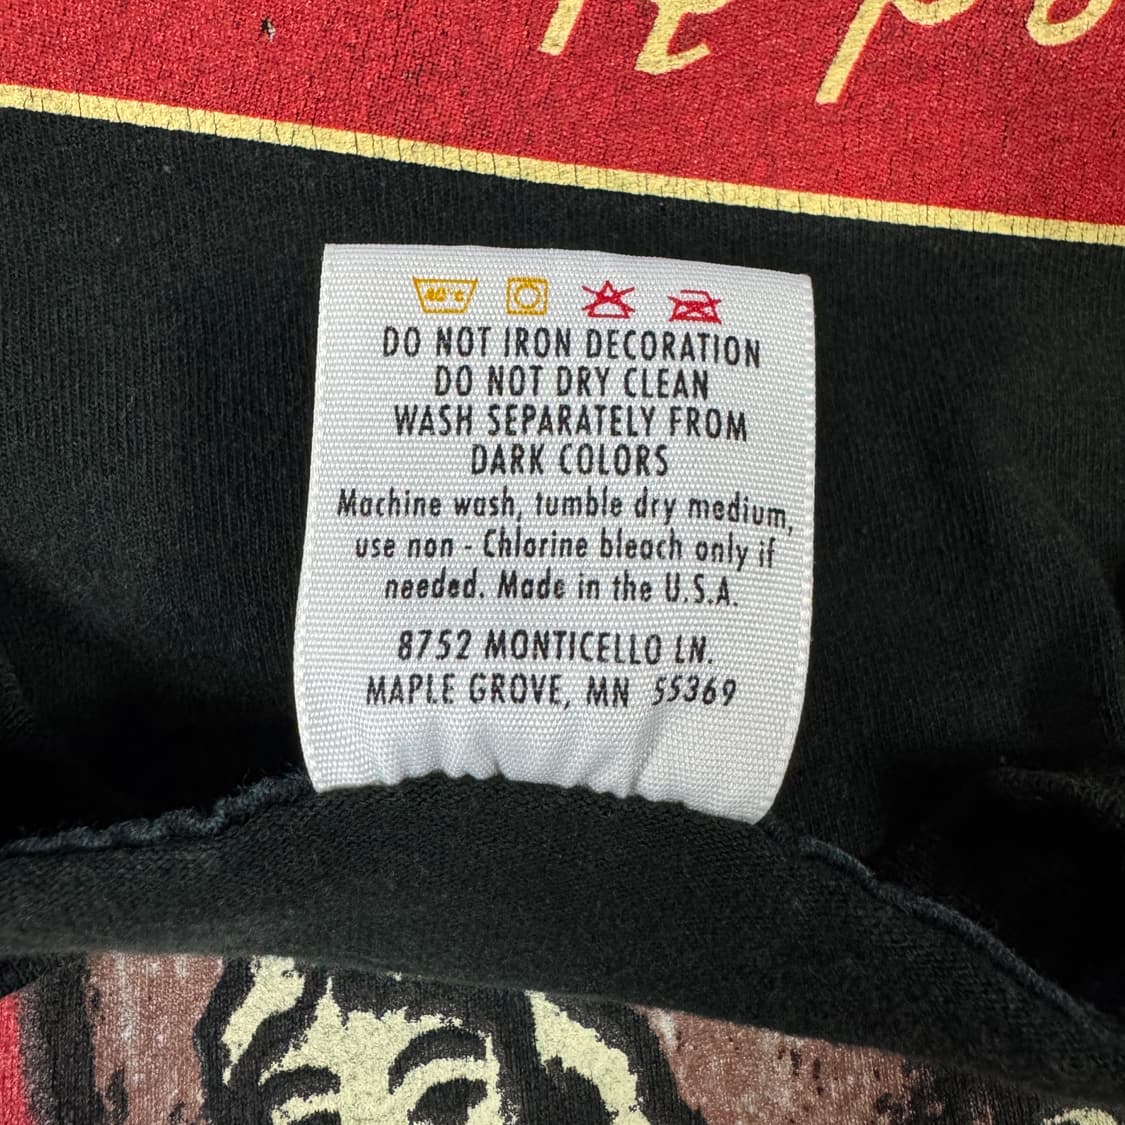 40°C
DO NOT IRON DECORATION
DO NOT DRY CLEAN
WASH SEPARATELY FROM
DARK COLORS
Machine wash, tumble dry medium,
use non - Chlorine bleach only if
needed. Made in the U.S.A.
8752 MONTICELLO LN.
MAPLE GROVE, MN 55369